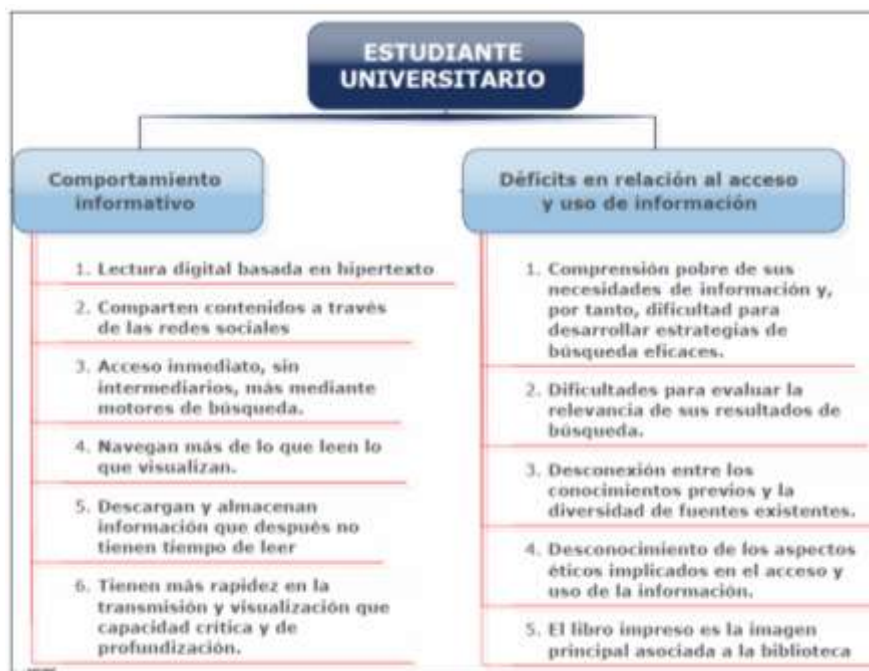 ESTUDIANTE
UNIVERSITARIO
Comportamiento
informativo
1. Lectura digital basada en hipertexto
2. Comparten contenidos a través
de las redes sociales
3. Acceso inmediato, sin
intermediarios, más mediante
motores de búsqueda.
4. Navegan más de lo que leen lo
que visualizan.
5. Descargan y almacenan
información que después no
tienen tiempo de leer
6. Tienen más rapidez en la
transmisión y visualización que
capacidad crítica y de
profundización.
Déficits en relación al acceso
y uso de información
1. Comprensión pobre de sus
necesidades de información y,
por tanto, dificultad para
desarrollar estrategias de
búsqueda eficaces.
2. Dificultades para evaluar la
relevancia de sus resultados de
búsqueda.
3. Desconexión entre los
conocimientos previos y la
diversidad de fuentes existentes.
4. Desconocimiento de los aspectos
éticos implicados en el acceso y
uso de la información.
5. El libro impreso es la imagen
principal asociada a la biblioteca